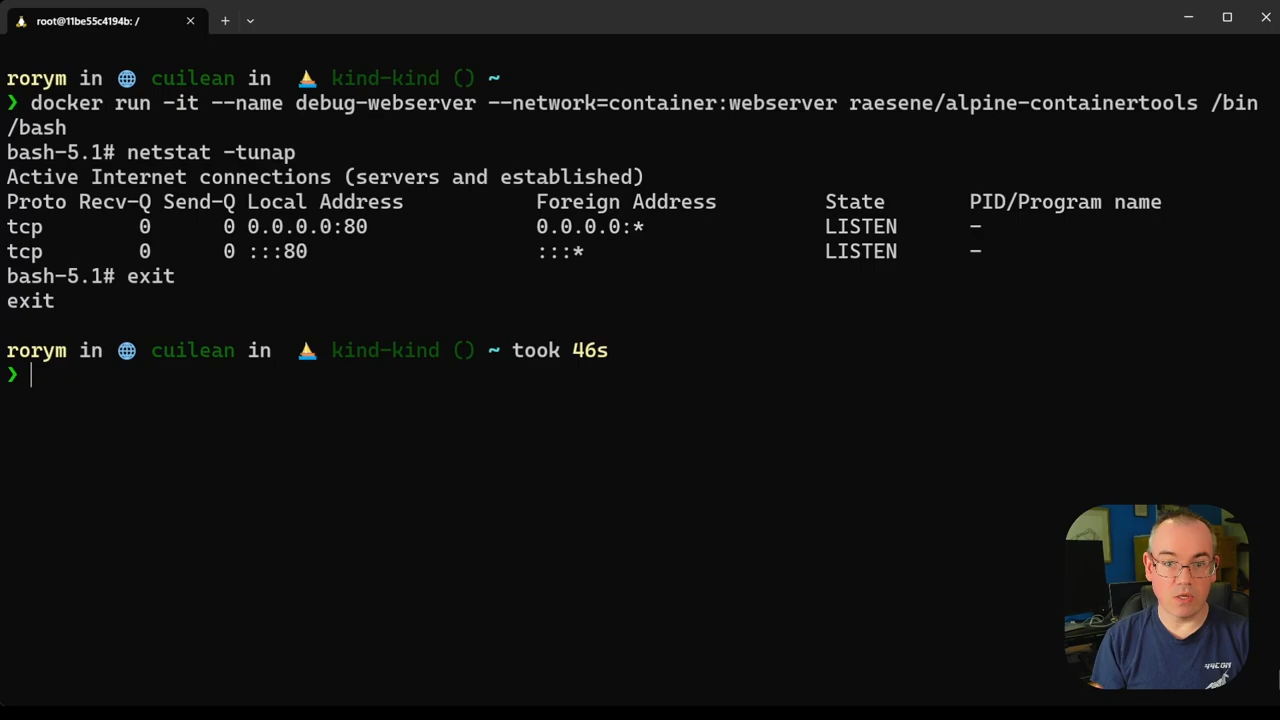 root@11be55c4194b: /
rorym in cuilean in kind-kind () ~
❯ docker run -it --name debug-webserver --network=container:webserver raesene/alpine-containertools /bin
/bash
bash-5.1# netstat -tunap
Active Internet connections (servers and established)
Proto Recv-Q Send-Q Local Address Foreign Address State PID/Program name
tcp 0 0 0.0.0.0:80 0.0.0.0:* LISTEN -
tcp 0 0 :::80 :::* LISTEN -
bash-5.1# exit
exit
rorym in cuilean in kind-kind () ~ took 46s
❯
44CON